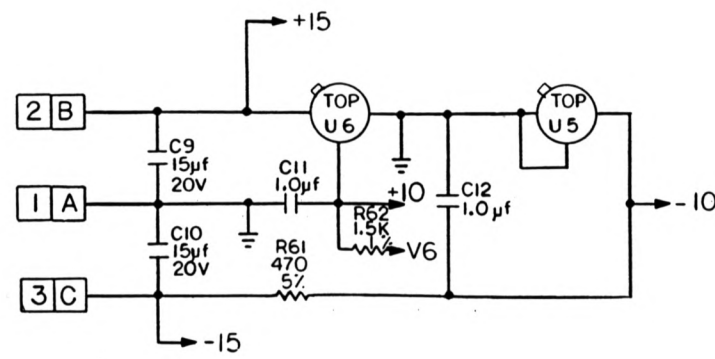 +15
2 B
TOP
U6
TOP
U5
C9
15µf
20V
C11
1.0µf
1 A
+10
C12
1.0µf
-10
R62
1.5K
1%
V6
C10
15µf
20V
R61
470
5%
3 C
-15